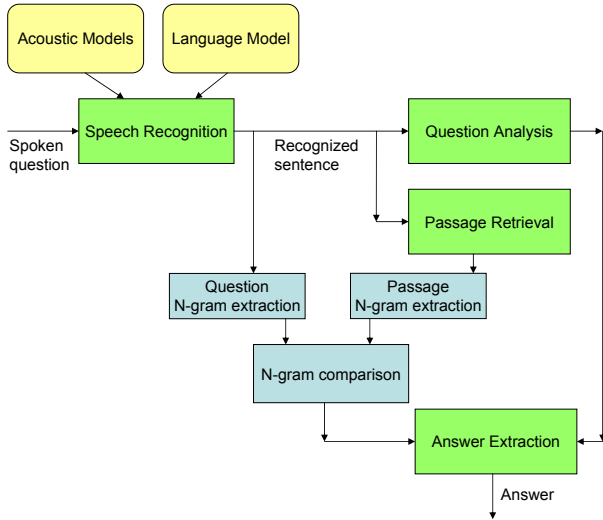 Acoustic Models
Language Model
Speech Recognition
Question Analysis
Spoken
question
Recognized
sentence
Passage Retrieval
Question
N-gram extraction
Passage
N-gram extraction
N-gram comparison
Answer Extraction
Answer